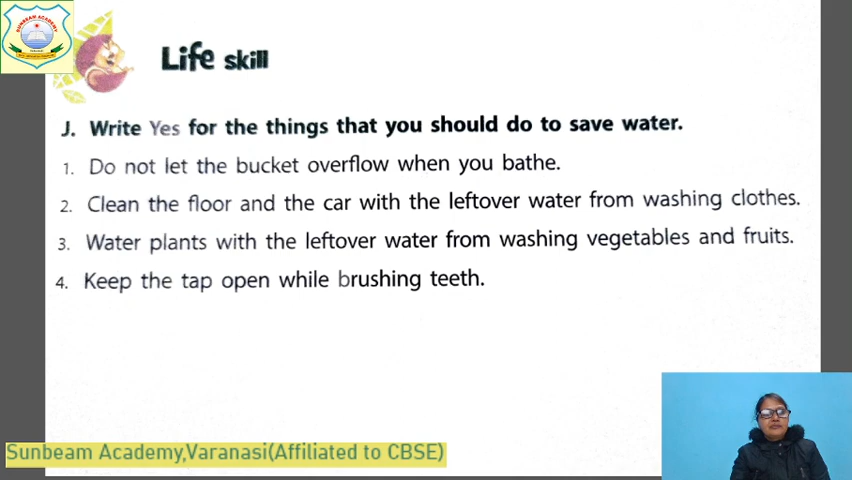 SUNBEAM ACADEMY
Life skill
J. Write Yes for the things that you should do to save water.
1. Do not let the bucket overflow when you bathe.
2. Clean the floor and the car with the leftover water from washing clothes.
3. Water plants with the leftover water from washing vegetables and fruits.
4. Keep the tap open while brushing teeth.
Sunbeam Academy,Varanasi(Affiliated to CBSE)